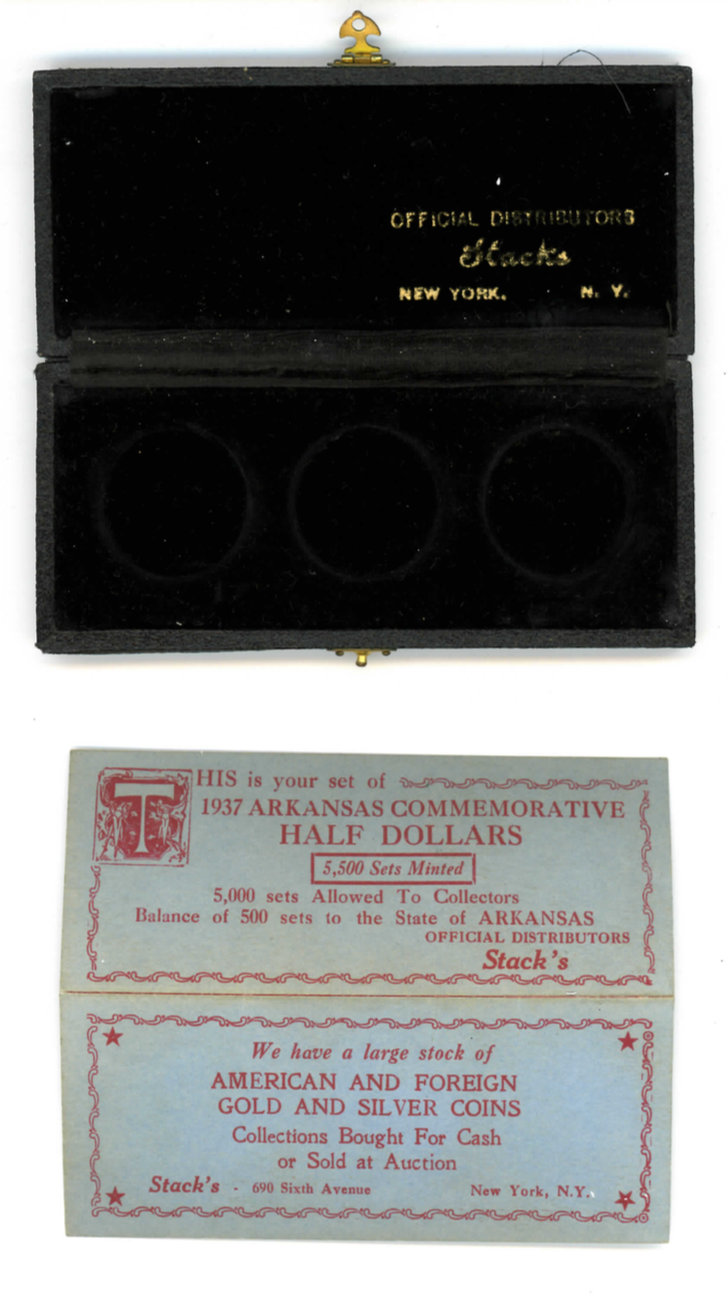 OFFICIAL DISTRIBUTORS
Stacks
NEW YORK. N. Y.
THIS is your set of
1937 ARKANSAS COMMEMORATIVE
HALF DOLLARS
5,500 Sets Minted
5,000 sets Allowed To Collectors
Balance of 500 sets to the State of ARKANSAS
OFFICIAL DISTRIBUTORS
Stack's
We have a large stock of
AMERICAN AND FOREIGN
GOLD AND SILVER COINS
Collections Bought For Cash
or Sold at Auction
Stack's - 690 Sixth Avenue New York, N.Y.